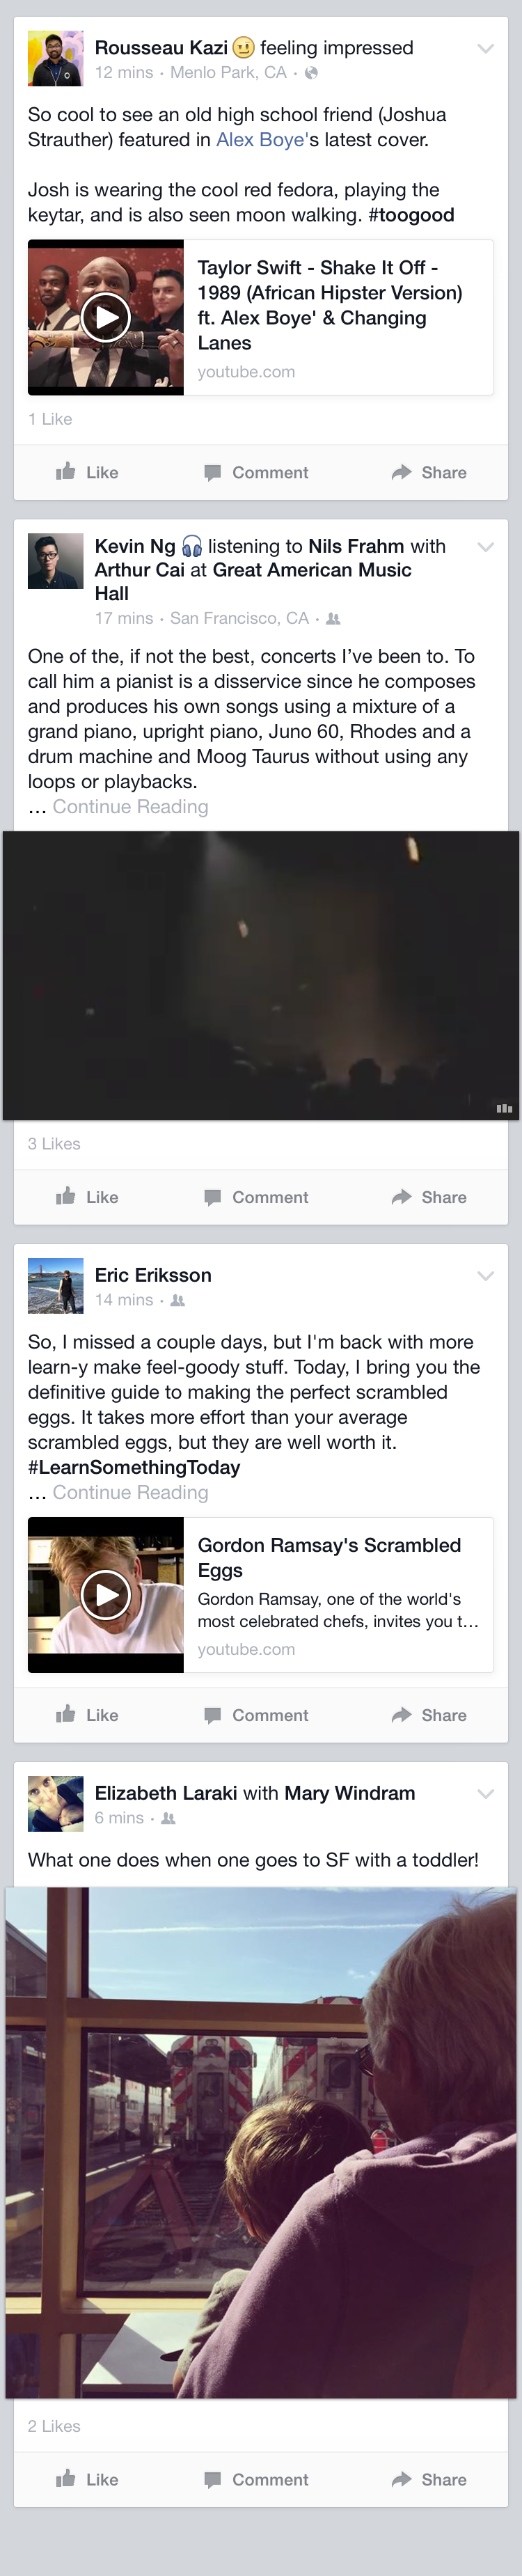 Rousseau Kazi feeling impressed
12 mins · Menlo Park, CA ·
So cool to see an old high school friend (Joshua
Strauther) featured in Alex Boye's latest cover.
Josh is wearing the cool red fedora, playing the
keytar, and is also seen moon walking. #toogood
Taylor Swift - Shake It Off -
1989 (African Hipster Version)
ft. Alex Boye' & Changing
Lanes
youtube.com
1 Like
Like Comment Share
Kevin Ng listening to Nils Frahm with
Arthur Cai at Great American Music
Hall
17 mins · San Francisco, CA ·
One of the, if not the best, concerts I’ve been to. To
call him a pianist is a disservice since he composes
and produces his own songs using a mixture of a
grand piano, upright piano, Juno 60, Rhodes and a
drum machine and Moog Taurus without using any
loops or playbacks.
... Continue Reading
3 Likes
Like Comment Share
Eric Eriksson
14 mins ·
So, I missed a couple days, but I'm back with more
learn-y make feel-goody stuff. Today, I bring you the
definitive guide to making the perfect scrambled
eggs. It takes more effort than your average
scrambled eggs, but they are well worth it.
#LearnSomethingToday
... Continue Reading
Gordon Ramsay's Scrambled
Eggs
Gordon Ramsay, one of the world's
most celebrated chefs, invites you t...
youtube.com
Like Comment Share
Elizabeth Laraki with Mary Windram
6 mins ·
What one does when one goes to SF with a toddler!
2 Likes
Like Comment Share